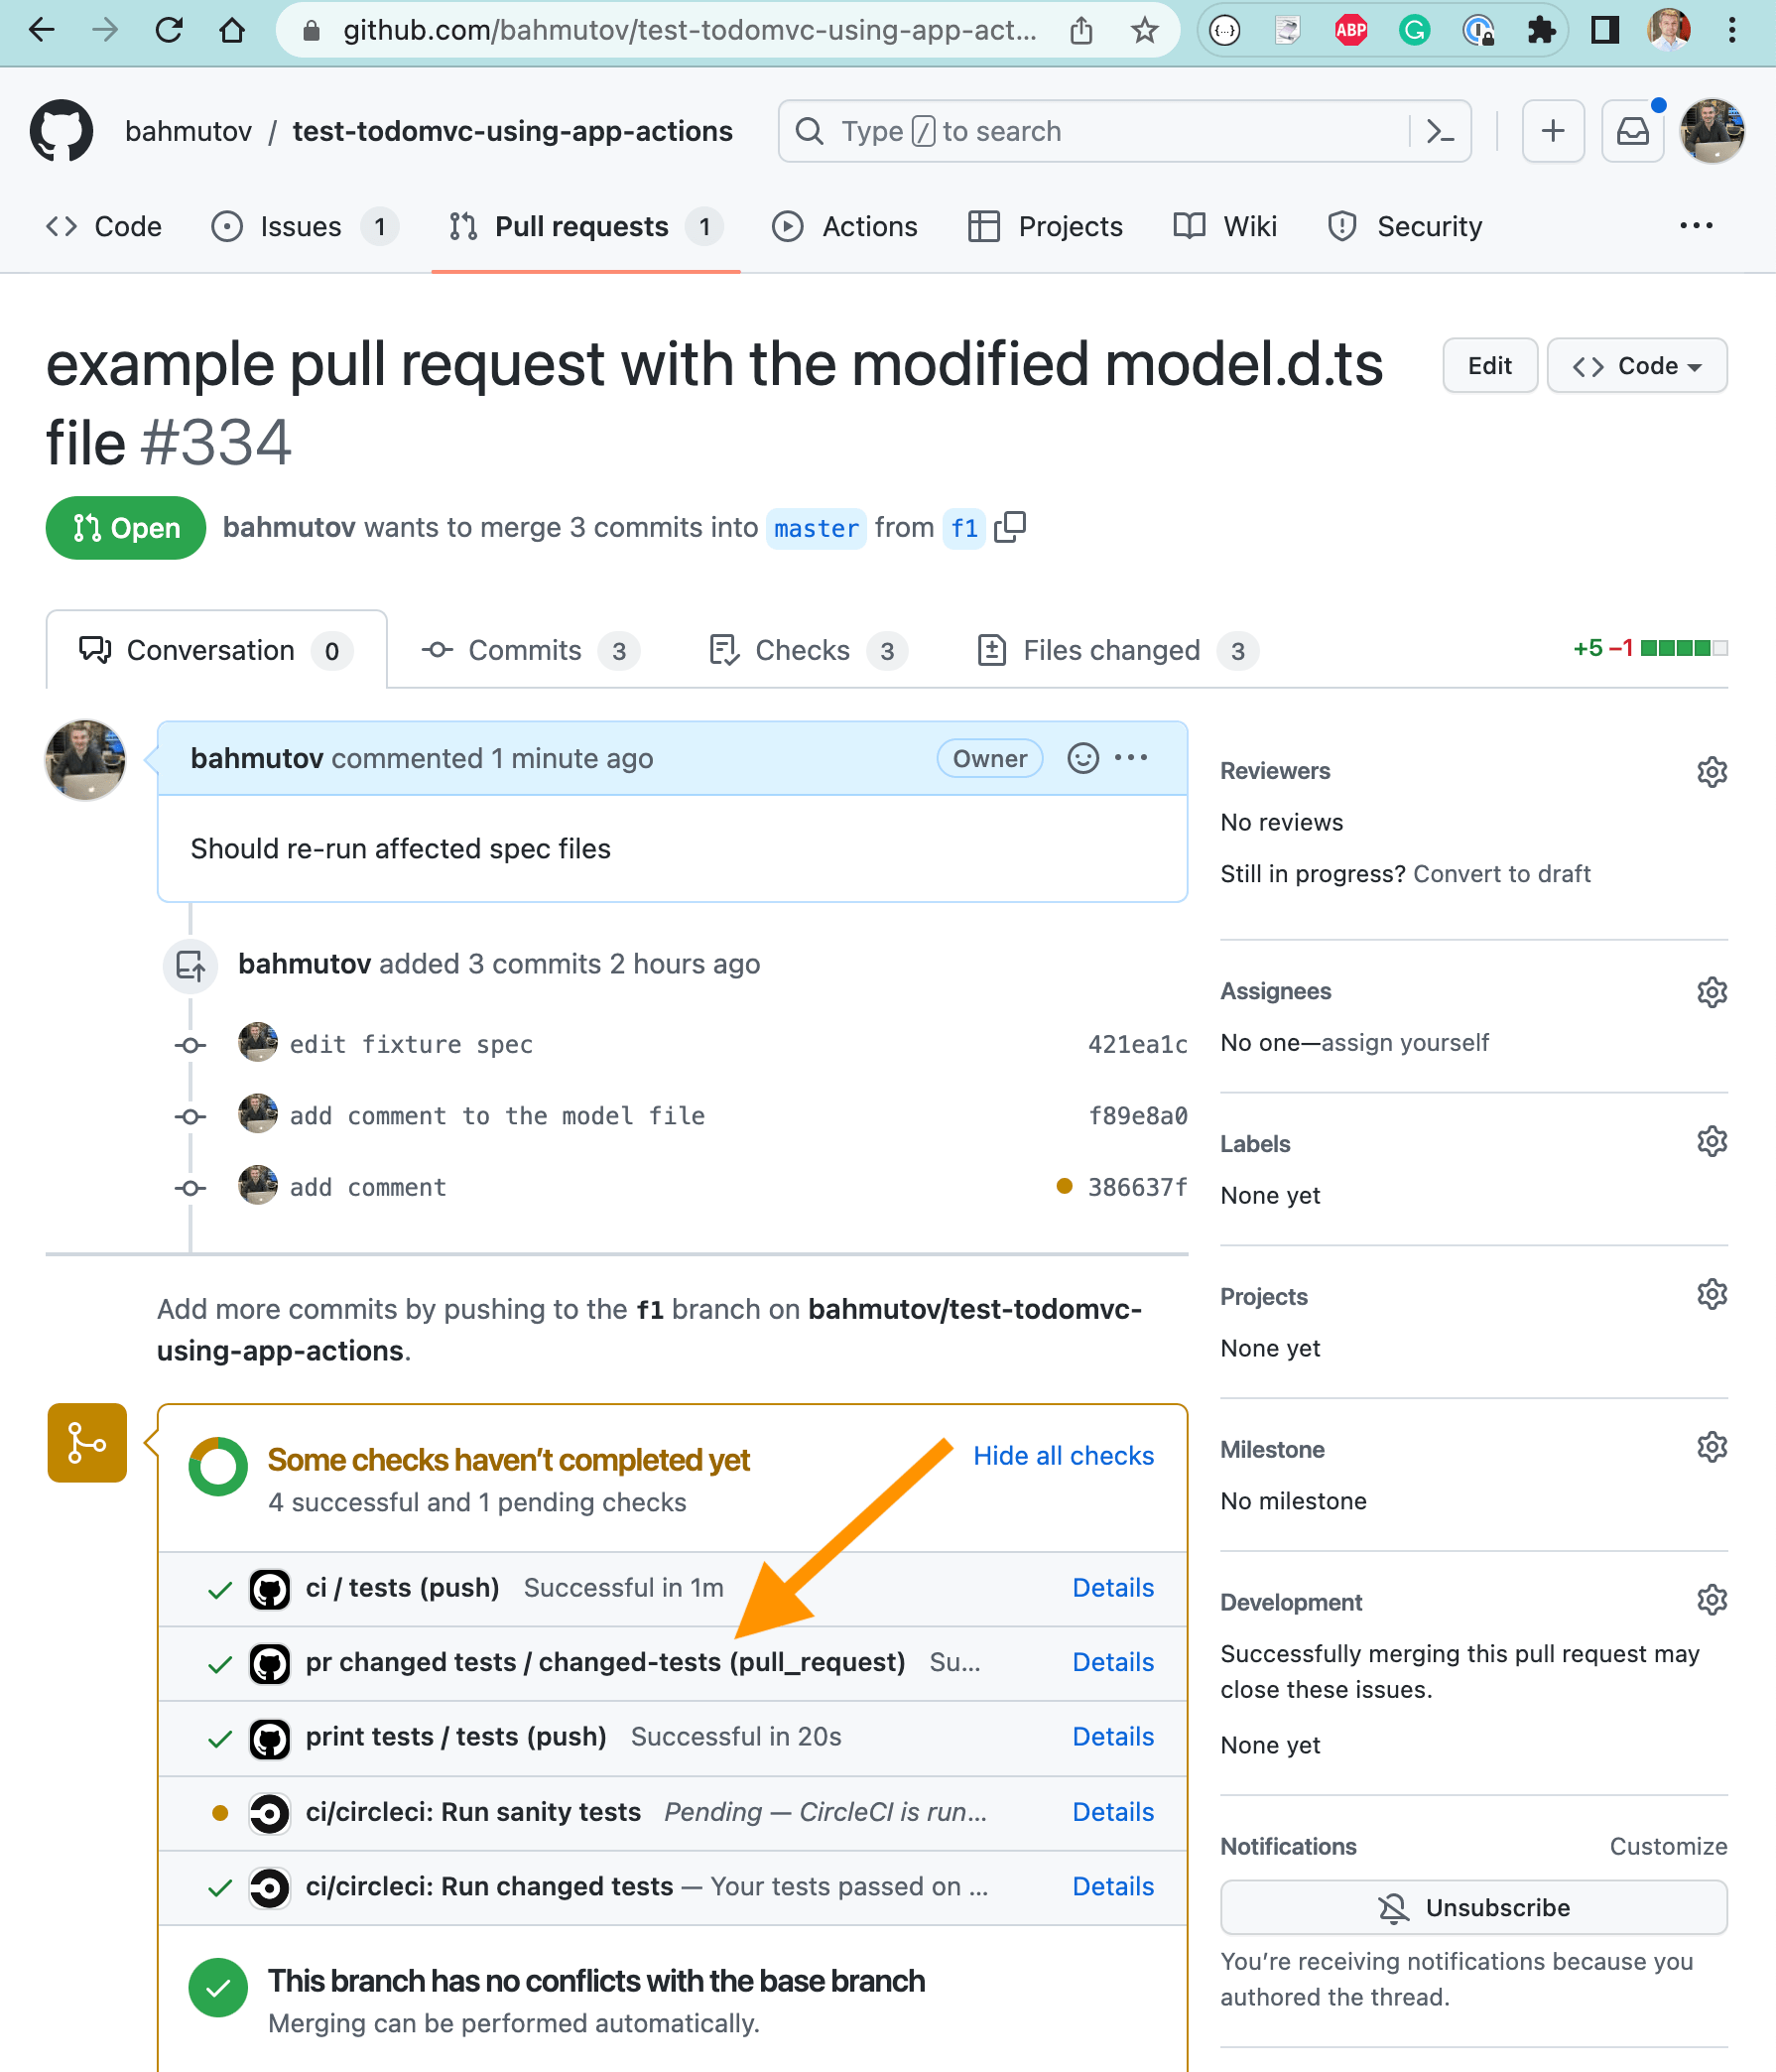 github.com/bahmutov/test-todomvc-using-app-act...
ABP
bahmutov / test-todomvc-using-app-actions
Type / to search
Code
Issues 1
Pull requests 1
Actions
Projects
Wiki
Security
example pull request with the modified model.d.ts
file #334
Edit
Code
Open
bahmutov wants to merge 3 commits into master from f1
Conversation 0
Commits 3
Checks 3
Files changed 3
+5 −1
bahmutov commented 1 minute ago
Owner
Should re-run affected spec files
bahmutov added 3 commits 2 hours ago
edit fixture spec 421ea1c
add comment to the model file f89e8a0
add comment 386637f
Add more commits by pushing to the f1 branch on bahmutov/test-todomvc-
using-app-actions.
Some checks haven’t completed yet
Hide all checks
4 successful and 1 pending checks
ci / tests (push) Successful in 1m Details
pr changed tests / changed-tests (pull_request) Su... Details
print tests / tests (push) Successful in 20s Details
ci/circleci: Run sanity tests Pending — CircleCI is run... Details
ci/circleci: Run changed tests — Your tests passed on ... Details
This branch has no conflicts with the base branch
Merging can be performed automatically.
Reviewers
No reviews
Still in progress? Convert to draft
Assignees
No one—assign yourself
Labels
None yet
Projects
None yet
Milestone
No milestone
Development
Successfully merging this pull request may
close these issues.
None yet
Notifications
Customize
Unsubscribe
You’re receiving notifications because you
authored the thread.